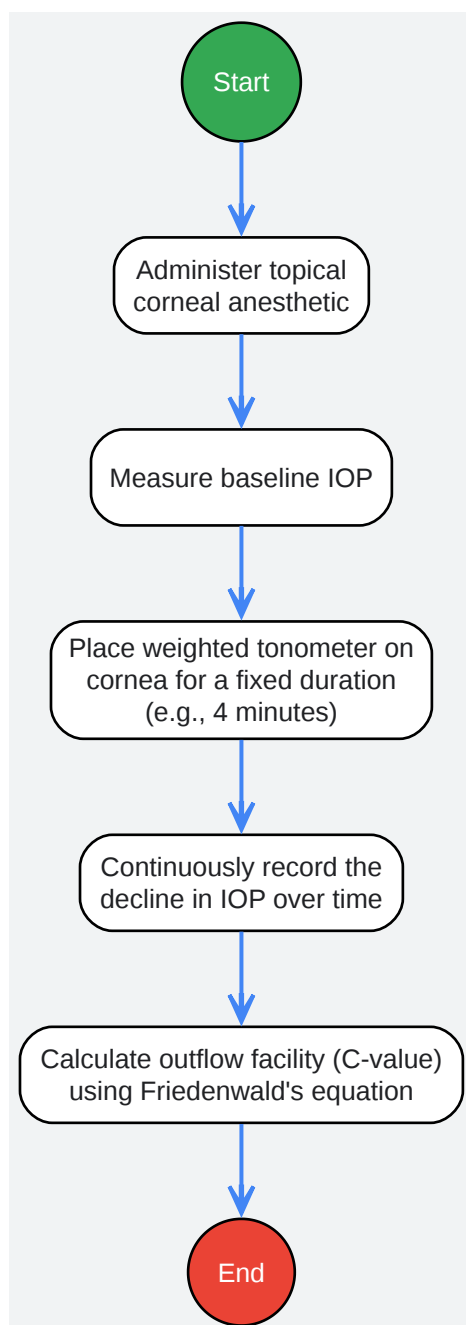 Start
Administer topical
corneal anesthetic
Measure baseline IOP
Place weighted tonometer on
cornea for a fixed duration
(e.g., 4 minutes)
Continuously record the
decline in IOP over time
Calculate outflow facility (C-value)
using Friedenwald's equation
End